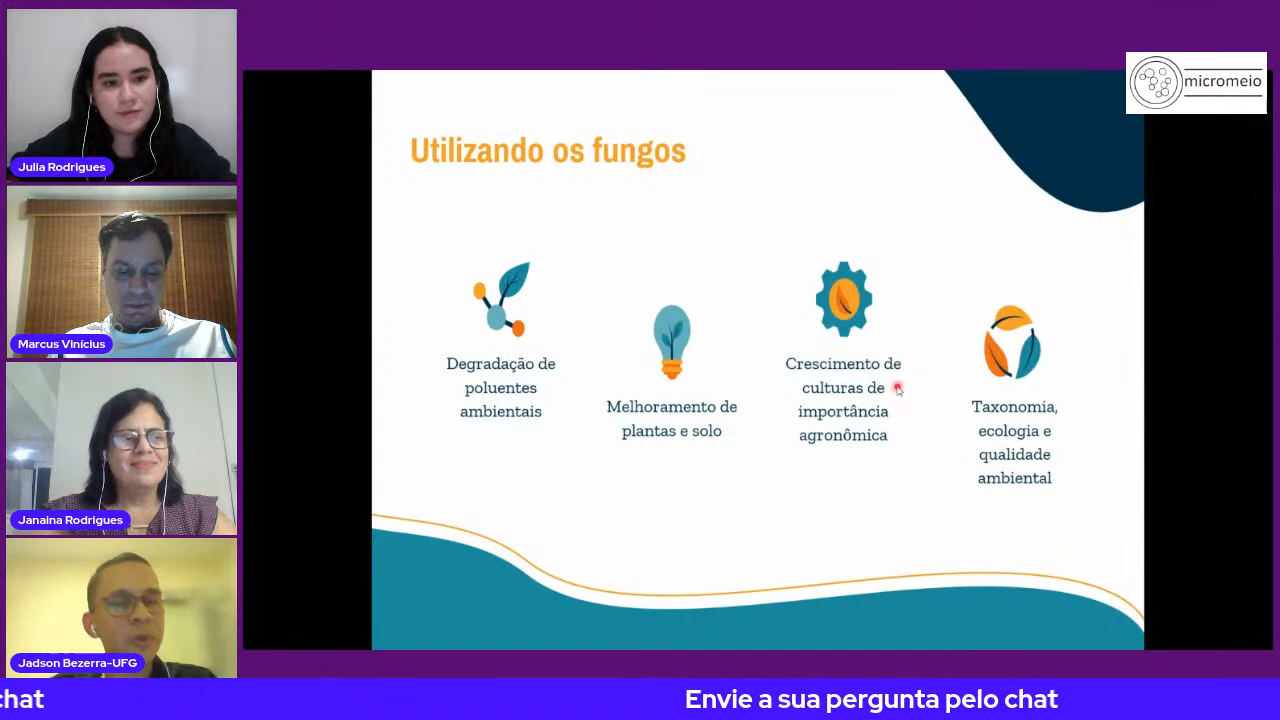 Julia Rodrigues
Marcus Vinícius
Janaina Rodrigues
Jadson Bezerra-UFG
micromeio
Utilizando os fungos
Degradação de
poluentes
ambientais
Melhoramento de
plantas e solo
Crescimento de
culturas de
importância
agronômica
Taxonomia,
ecologia e
qualidade
ambiental
chat
Envie a sua pergunta pelo chat